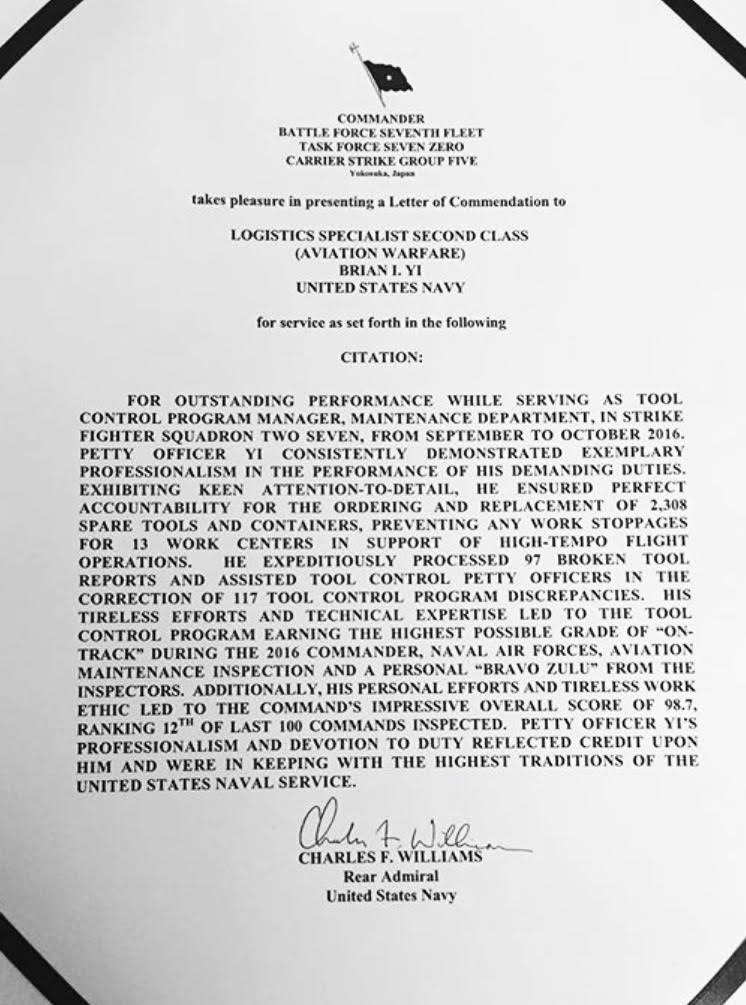 COMMANDER
BATTLE FORCE SEVENTH FLEET
TASK FORCE SEVEN ZERO
CARRIER STRIKE GROUP FIVE
Yokosuka, Japan
takes pleasure in presenting a Letter of Commendation to
LOGISTICS SPECIALIST SECOND CLASS
(AVIATION WARFARE)
BRIAN I. YI
UNITED STATES NAVY
for service as set forth in the following
CITATION:
FOR OUTSTANDING PERFORMANCE WHILE SERVING AS TOOL
CONTROL PROGRAM MANAGER, MAINTENANCE DEPARTMENT, IN STRIKE
FIGHTER SQUADRON TWO SEVEN, FROM SEPTEMBER TO OCTOBER 2016.
PETTY OFFICER YI CONSISTENTLY DEMONSTRATED EXEMPLARY
PROFESSIONALISM IN THE PERFORMANCE OF HIS DEMANDING DUTIES.
EXHIBITING KEEN ATTENTION-TO-DETAIL, HE ENSURED PERFECT
ACCOUNTABILITY FOR THE ORDERING AND REPLACEMENT OF 2,308
SPARE TOOLS AND CONTAINERS, PREVENTING ANY WORK STOPPAGES
FOR 13 WORK CENTERS IN SUPPORT OF HIGH-TEMPO FLIGHT
OPERATIONS. HE EXPEDITIOUSLY PROCESSED 97 BROKEN TOOL
REPORTS AND ASSISTED TOOL CONTROL PETTY OFFICERS IN THE
CORRECTION OF 117 TOOL CONTROL PROGRAM DISCREPANCIES. HIS
TIRELESS EFFORTS AND TECHNICAL EXPERTISE LED TO THE TOOL
CONTROL PROGRAM EARNING THE HIGHEST POSSIBLE GRADE OF “ON-
TRACK” DURING THE 2016 COMMANDER, NAVAL AIR FORCES, AVIATION
MAINTENANCE INSPECTION AND A PERSONAL “BRAVO ZULU” FROM THE
INSPECTORS. ADDITIONALLY, HIS PERSONAL EFFORTS AND TIRELESS WORK
ETHIC LED TO THE COMMAND’S IMPRESSIVE OVERALL SCORE OF 98.7,
RANKING 12TH OF LAST 100 COMMANDS INSPECTED. PETTY OFFICER YI’S
PROFESSIONALISM AND DEVOTION TO DUTY REFLECTED CREDIT UPON
HIM AND WERE IN KEEPING WITH THE HIGHEST TRADITIONS OF THE
UNITED STATES NAVAL SERVICE.
Charles F. Williams
CHARLES F. WILLIAMS
Rear Admiral
United States Navy